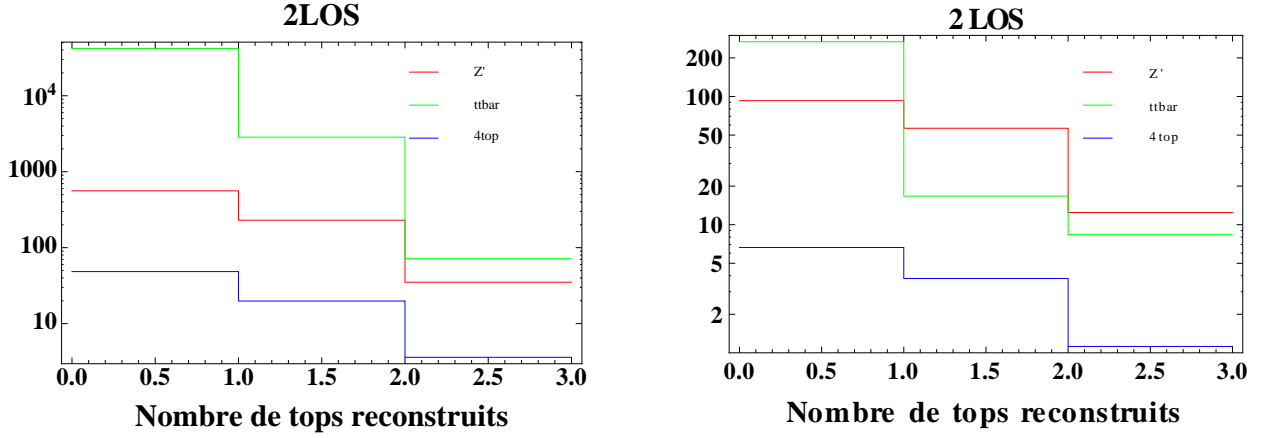 2LOS
10^4
1000
100
10
Z'
ttbar
4top
0.0 0.5 1.0 1.5 2.0 2.5 3.0
Nombre de tops reconstruits
2 LOS
200
100
50
20
10
5
2
Z'
ttbar
4 top
0.0 0.5 1.0 1.5 2.0 2.5 3.0
Nombre de tops reconstruits